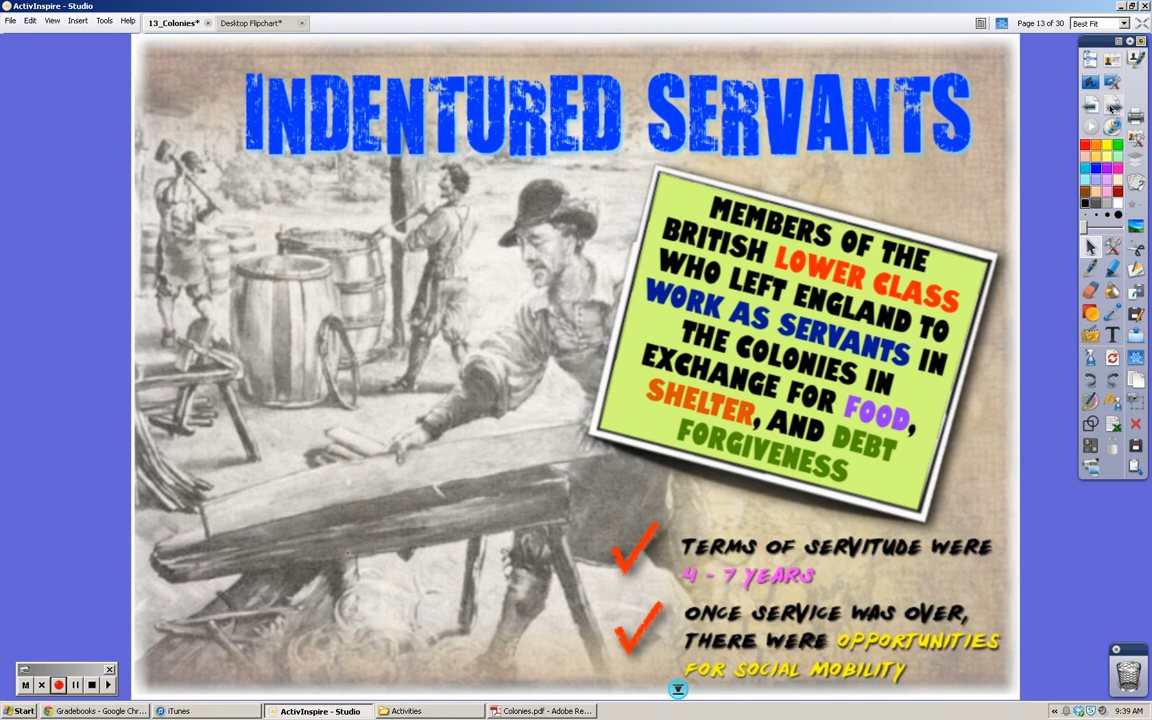 ActivInspire - Studio
File Edit View Insert Tools Help
13_Colonies* Desktop Flipchart* Page 13 of 30 Best Fit
INDENTURED SERVANTS
MEMBERS OF THE
BRITISH LOWER CLASS
WHO LEFT ENGLAND TO
WORK AS SERVANTS IN
THE COLONIES IN
EXCHANGE FOR FOOD,
SHELTER, AND DEBT
FORGIVENESS
TERMS OF SERVITUDE WERE
4 - 7 YEARS
ONCE SERVICE WAS OVER,
THERE WERE OPPORTUNITIES
FOR SOCIAL MOBILITY
M
Start Gradebooks - Google Chr... iTunes ActivInspire - Studio Activities Colonies.pdf - Adobe Re... 9:39 AM